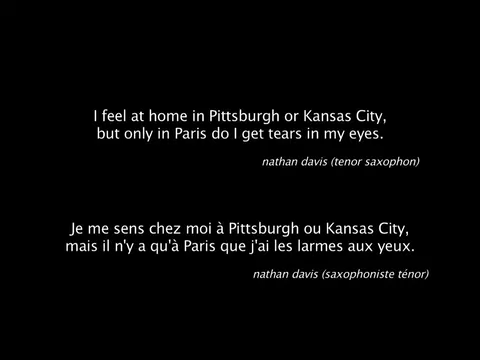 I feel at home in Pittsburgh or Kansas City,
but only in Paris do I get tears in my eyes.
nathan davis (tenor saxophon)
Je me sens chez moi à Pittsburgh ou Kansas City,
mais il n'y a qu'à Paris que j'ai les larmes aux yeux.
nathan davis (saxophoniste ténor)